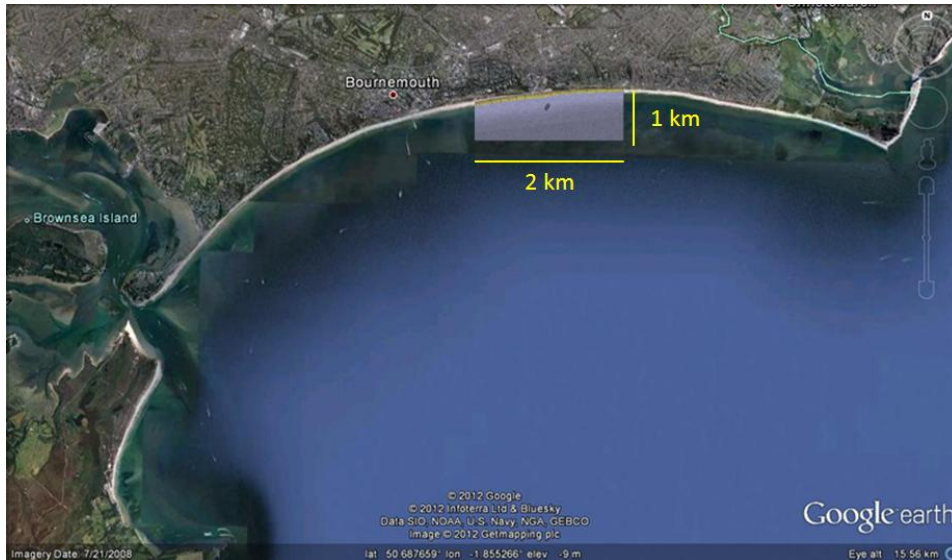 N
Bournemouth
1 km
2 km
Brownsea Island
© 2012 Google
© 2012 Infoterra Ltd & Bluesky
Data SIO, NOAA, U.S. Navy, NGA, GEBCO
Image © 2012 Getmapping plc
Google earth
Imagery Date: 7/21/2008
lat 50.687659° lon -1.855266° elev -9 m
Eye alt 15.56 km